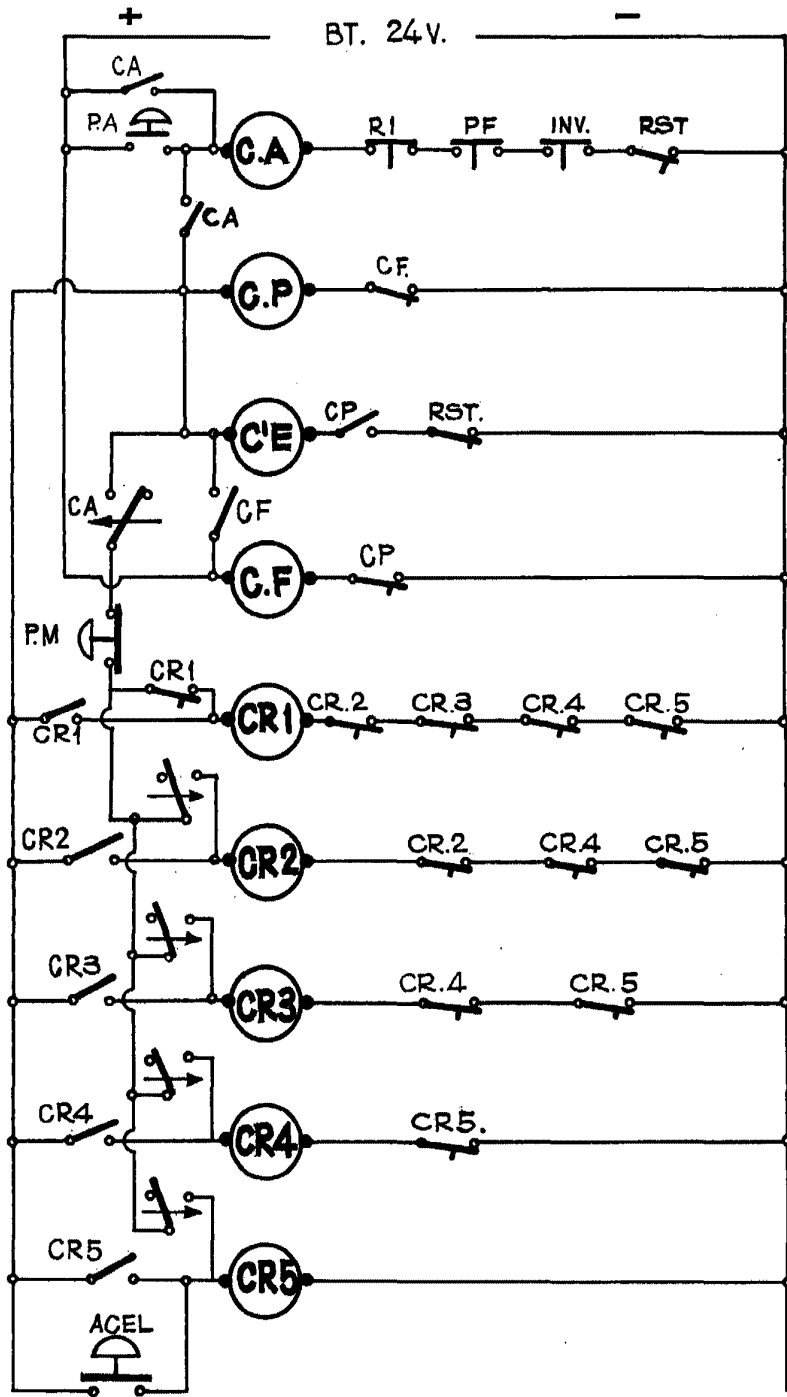 + BT. 24V. −
CA
P.A C.A R1 PF INV. RST
CA
C.P CF.
C'E CP RST.
CA CF
C.F CP
P.M
CR1
CR1 CR1 CR.2 CR.3 CR.4 CR.5
CR2 CR2 CR.2 CR.4 CR.5
CR3 CR3 CR.4 CR.5
CR4 CR4 CR5.
CR5 CR5
ACEL